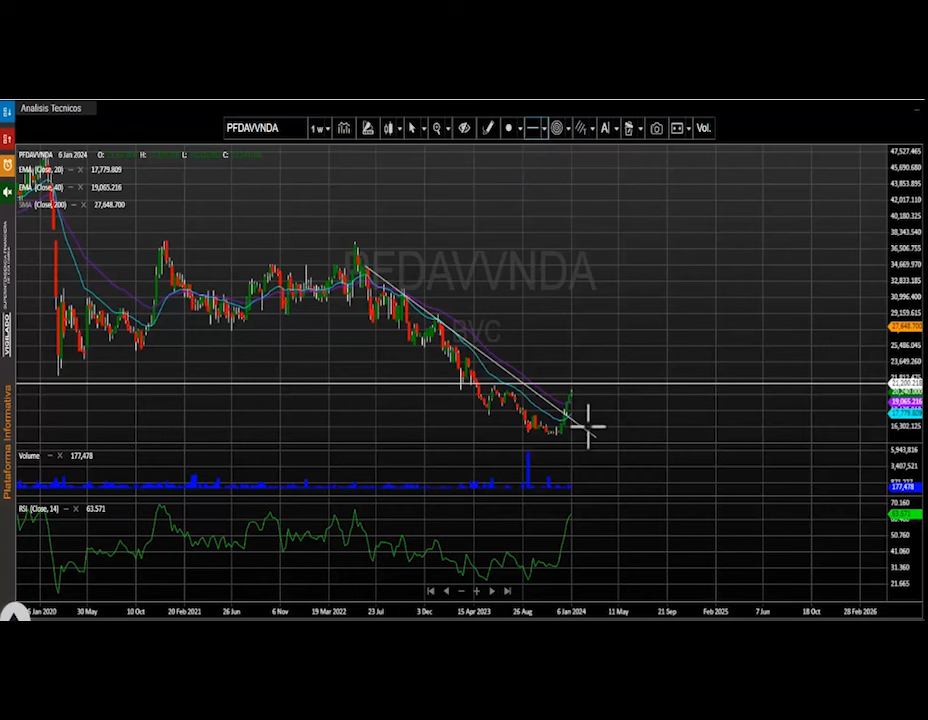 Analisis Tecnicos
PFDAVVNDA
1 w
A
Vol.
PFDAVVNDA 6 Jan 2024 O: H: L: C:
EMA (Close, 20) 17,779.809
EMA (Close, 40) 19,065.216
SMA (Close, 200) 27,648.700
PFDAVVNDA
BVC
47,527.465
45,690.680
43,853.895
42,017.110
40,180.325
38,343.540
36,506.755
34,669.970
32,833.185
30,996.400
29,159.615
27,648.700
25,486.045
23,649.260
21,200.218
19,065.216
17,779.809
16,302.125
Volume 177,478
5,943,816
3,407,521
177,478
RSI (Close, 14) 63.571
70.160
63.571
50.760
41.060
31.360
21.665
30 May
10 Oct
20 Feb 2021
26 Jun
6 Nov
19 Mar 2022
23 Jul
3 Dec
15 Apr 2023
26 Aug
6 Jan 2024
11 May
21 Sep
Feb 2025
7 Jun
18 Oct
28 Feb 2026
VIGILADO
Plataforma Informativa